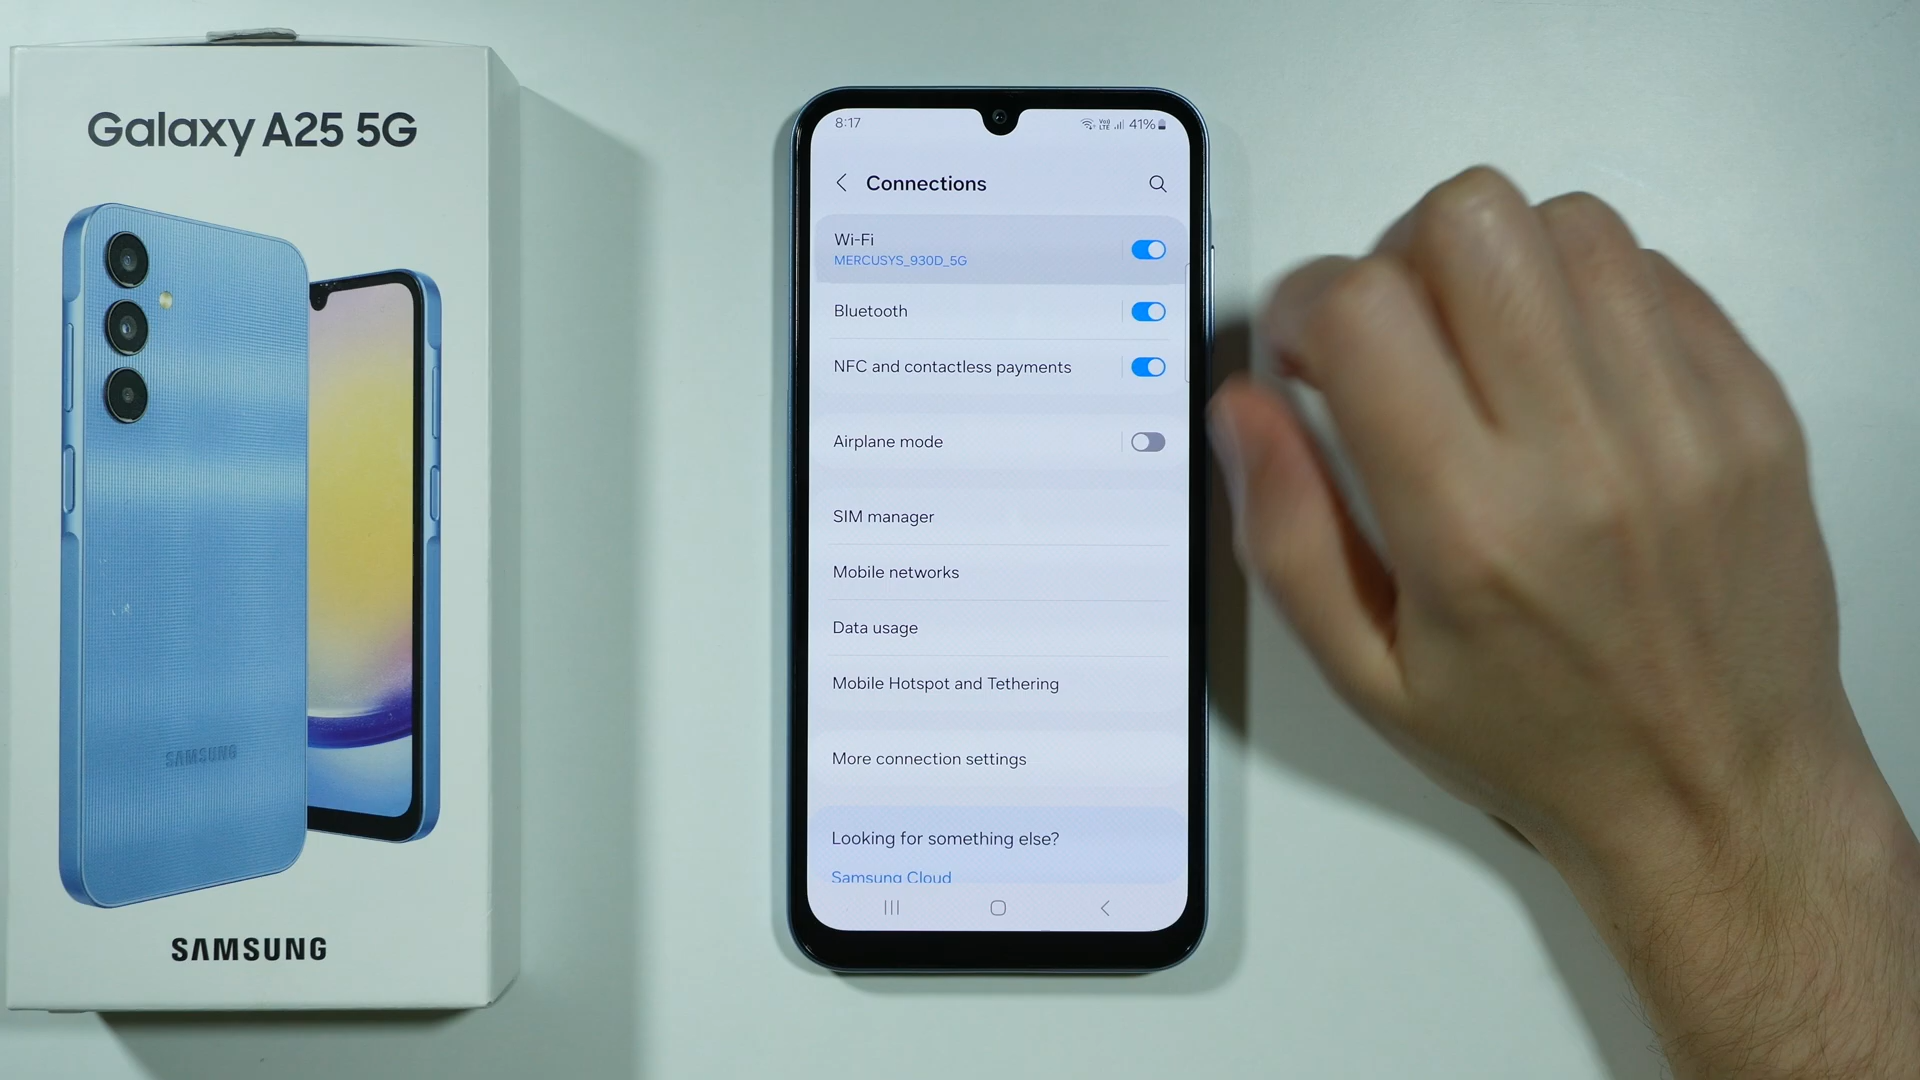 Galaxy A25 5G
SAMSUNG
SAMSUNG
8:17
Vo))
LTE
41%
Connections
Wi-Fi
MERCUSYS_930D_5G
Bluetooth
NFC and contactless payments
Airplane mode
SIM manager
Mobile networks
Data usage
Mobile Hotspot and Tethering
More connection settings
Looking for something else?
Samsung Cloud